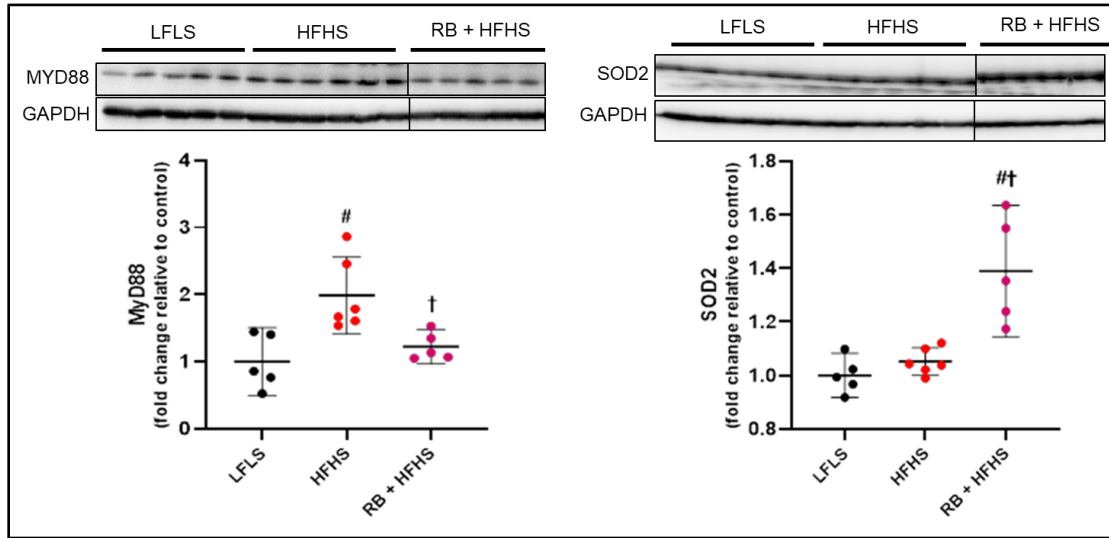 LFLS HFHS RB + HFHS
MYD88
GAPDH
MyD88
(fold change relative to control)
4
3
2
1
0
#
†
LFLS HFHS RB + HFHS
LFLS HFHS RB + HFHS
SOD2
GAPDH
SOD2
(fold change relative to control)
1.8
1.6
1.4
1.2
1.0
0.8
#†
LFLS HFHS RB + HFHS